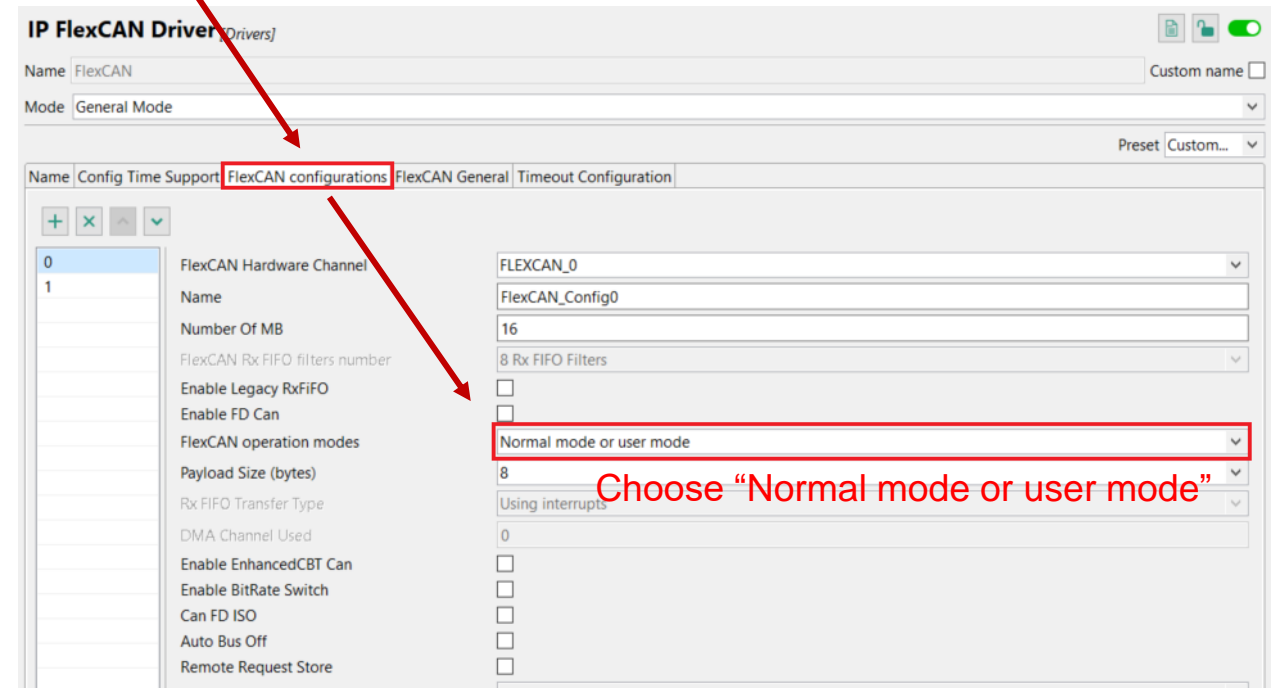 IP FlexCAN Driver [Drivers]
Name FlexCAN Custom name
Mode General Mode
Preset Custom...
Name Config Time Support FlexCAN configurations FlexCAN General Timeout Configuration
0
1
FlexCAN Hardware Channel FLEXCAN_0
Name FlexCAN_Config0
Number Of MB 16
FlexCAN Rx FIFO filters number 8 Rx FIFO Filters
Enable Legacy RxFiFO
Enable FD Can
FlexCAN operation modes Normal mode or user mode
Payload Size (bytes) 8
Choose “Normal mode or user mode”
Rx FIFO Transfer Type Using interrupts
DMA Channel Used 0
Enable EnhancedCBT Can
Enable BitRate Switch
Can FD ISO
Auto Bus Off
Remote Request Store